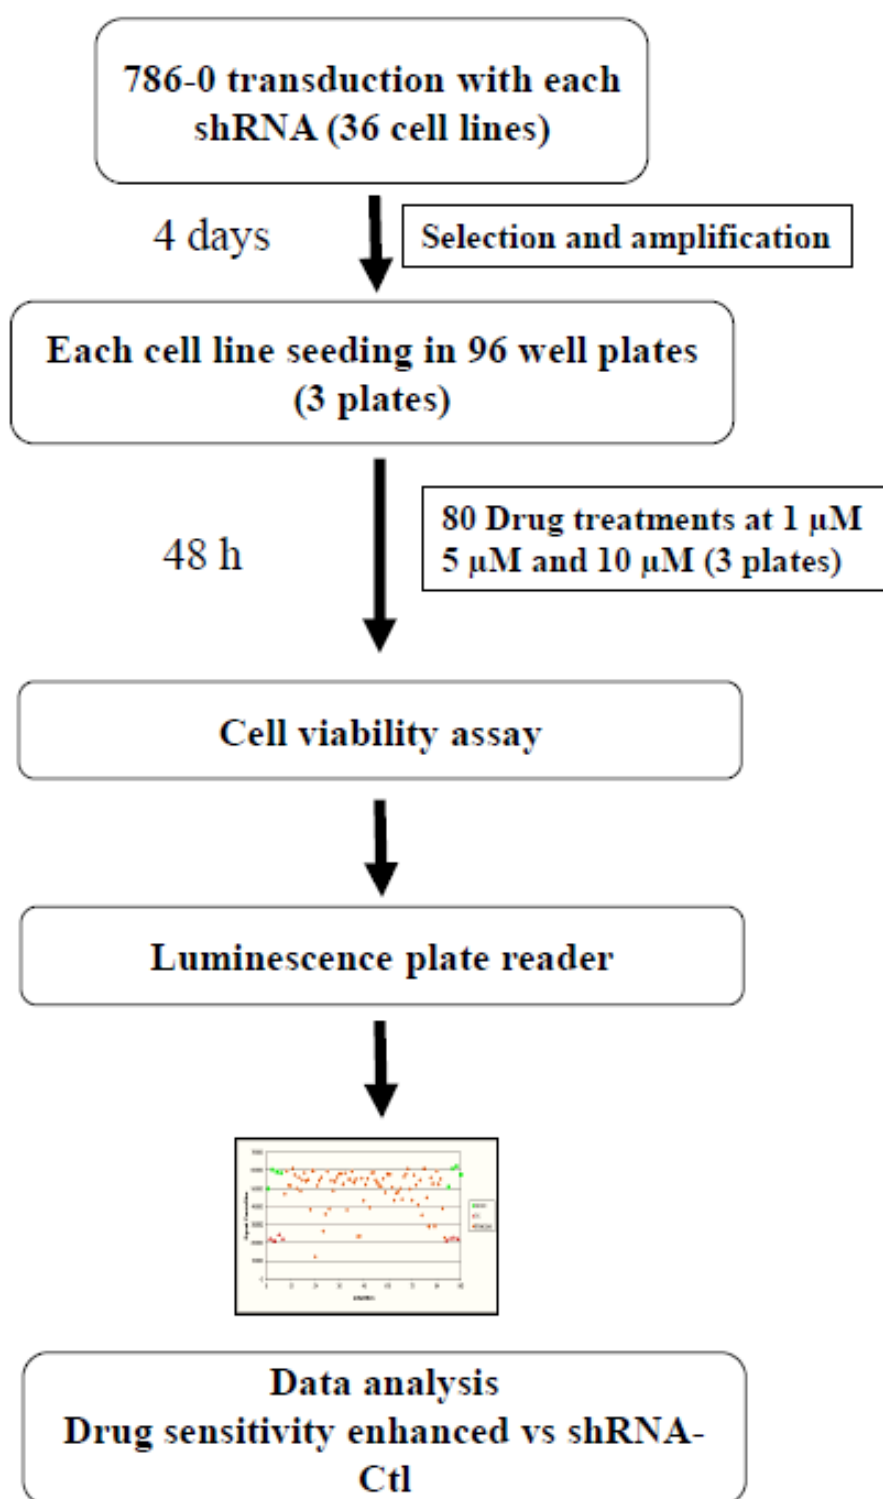 786-0 transduction with each
shRNA (36 cell lines)
4 days
Selection and amplification
Each cell line seeding in 96 well plates
(3 plates)
48 h
80 Drug treatments at 1 µM
5 µM and 10 µM (3 plates)
Cell viability assay
Luminescence plate reader
Data analysis
Drug sensitivity enhanced vs shRNA-
Ctl